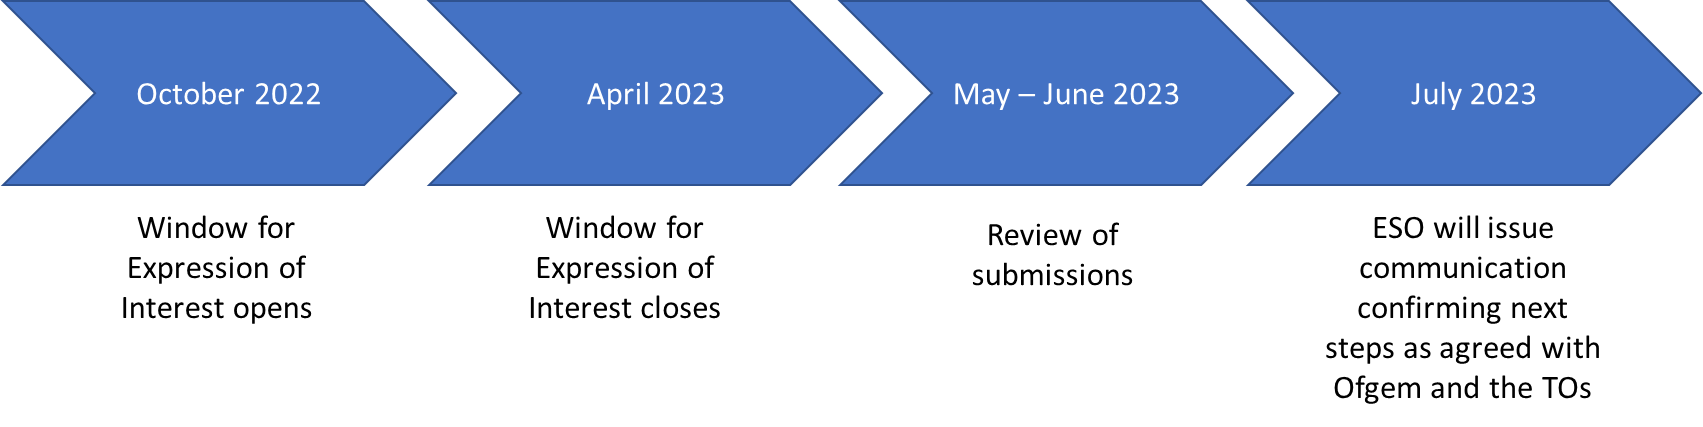 October 2022
Window for
Expression of
Interest opens
April 2023
Window for
Expression of
Interest closes
May – June 2023
Review of
submissions
July 2023
ESO will issue
communication
confirming next
steps as agreed with
Ofgem and the TOs